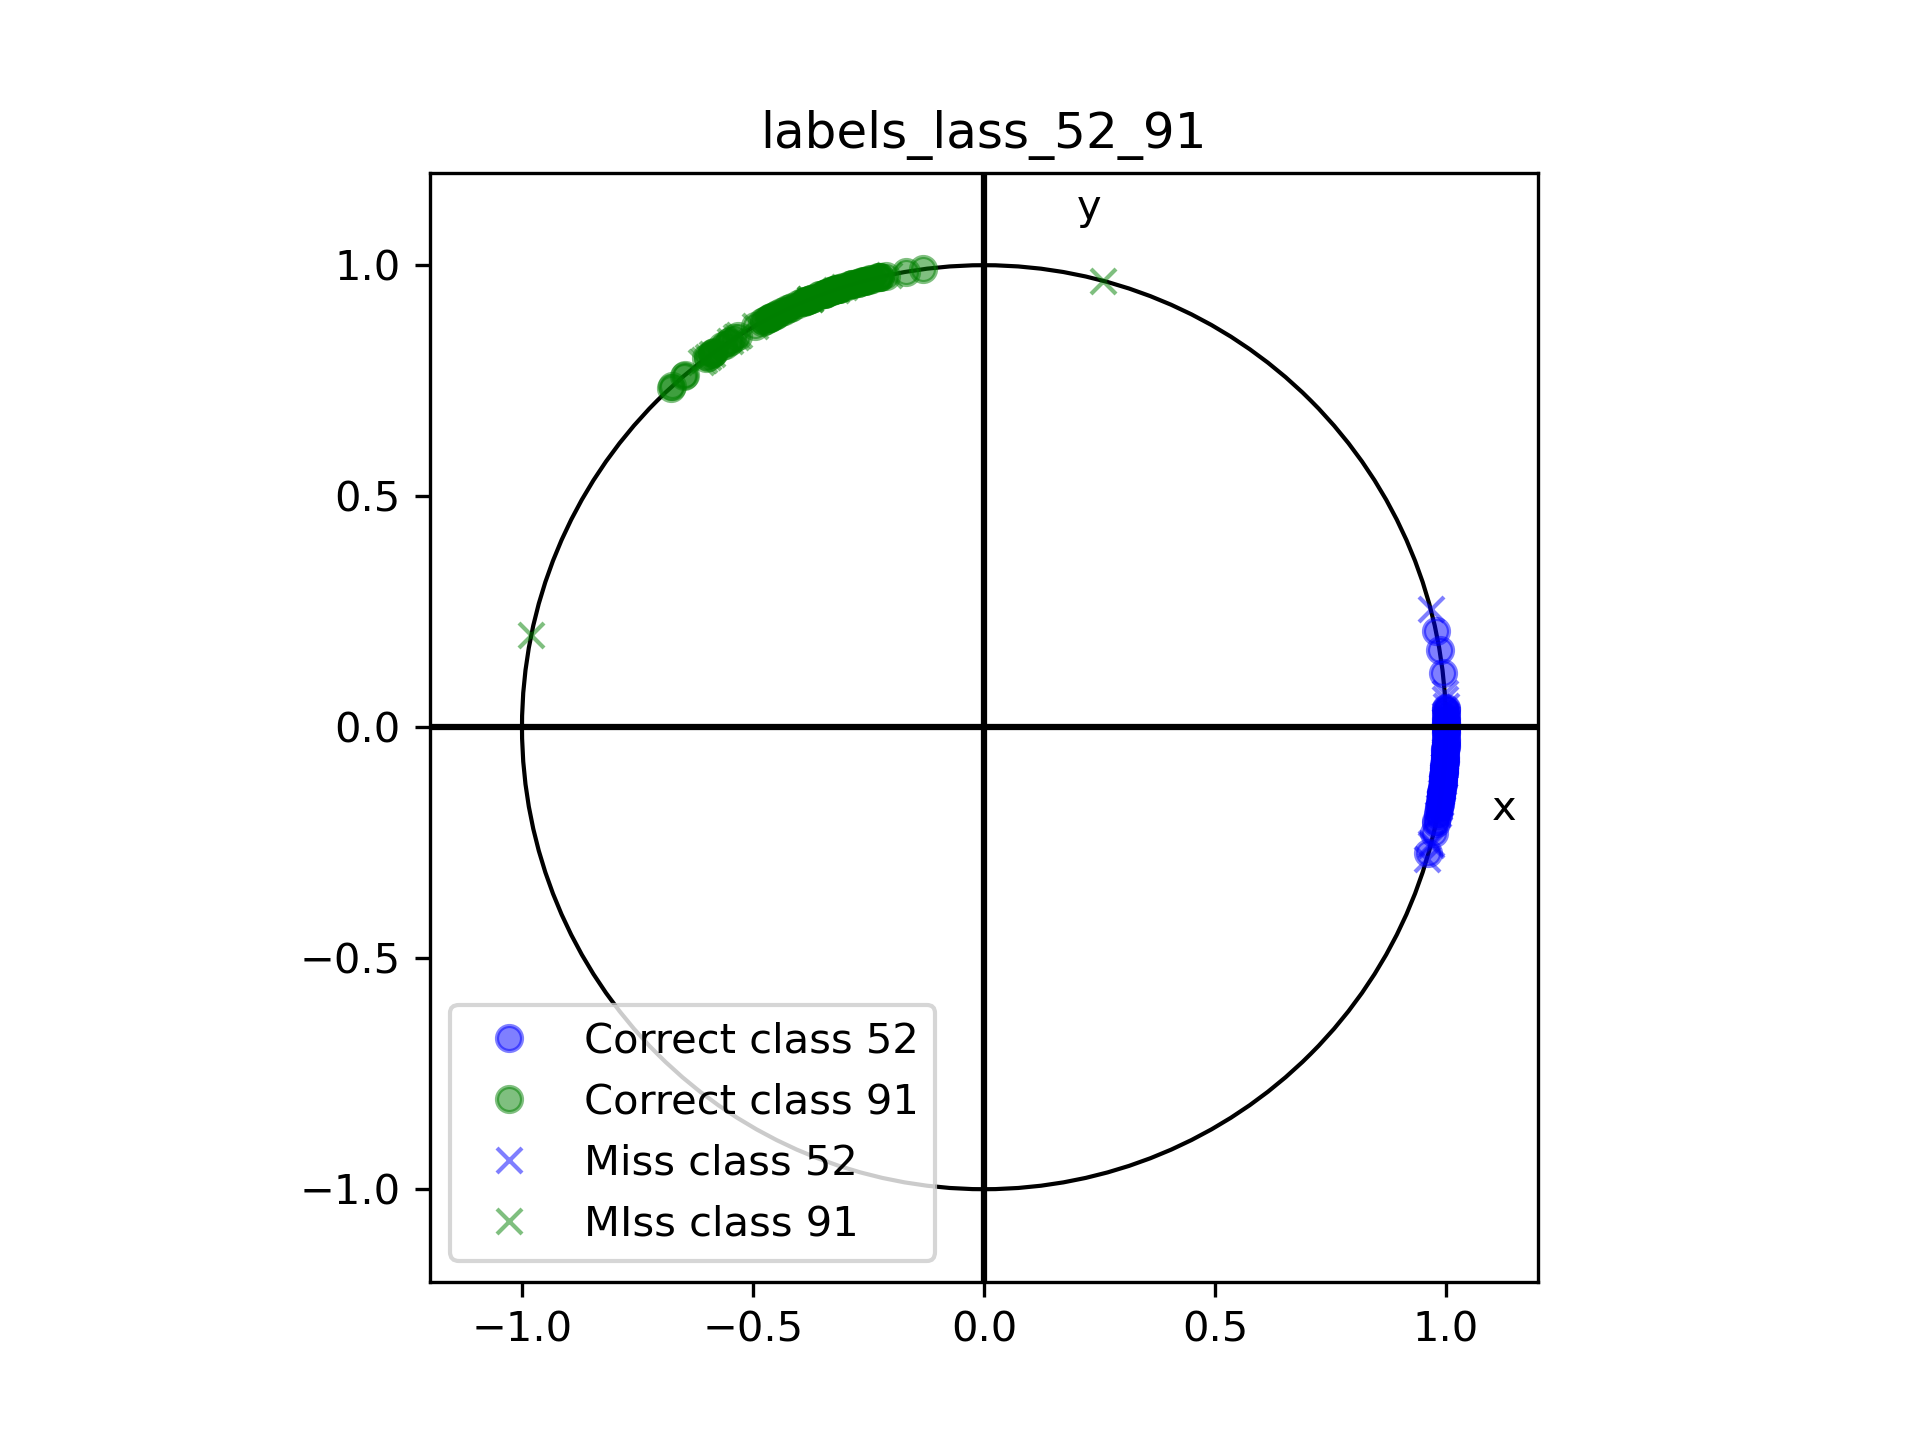 labels_lass_52_91
y
1.0
0.5
0.0
x
−0.5
−1.0
Correct class 52
Correct class 91
Miss class 52
MIss class 91
−1.0 −0.5 0.0 0.5 1.0